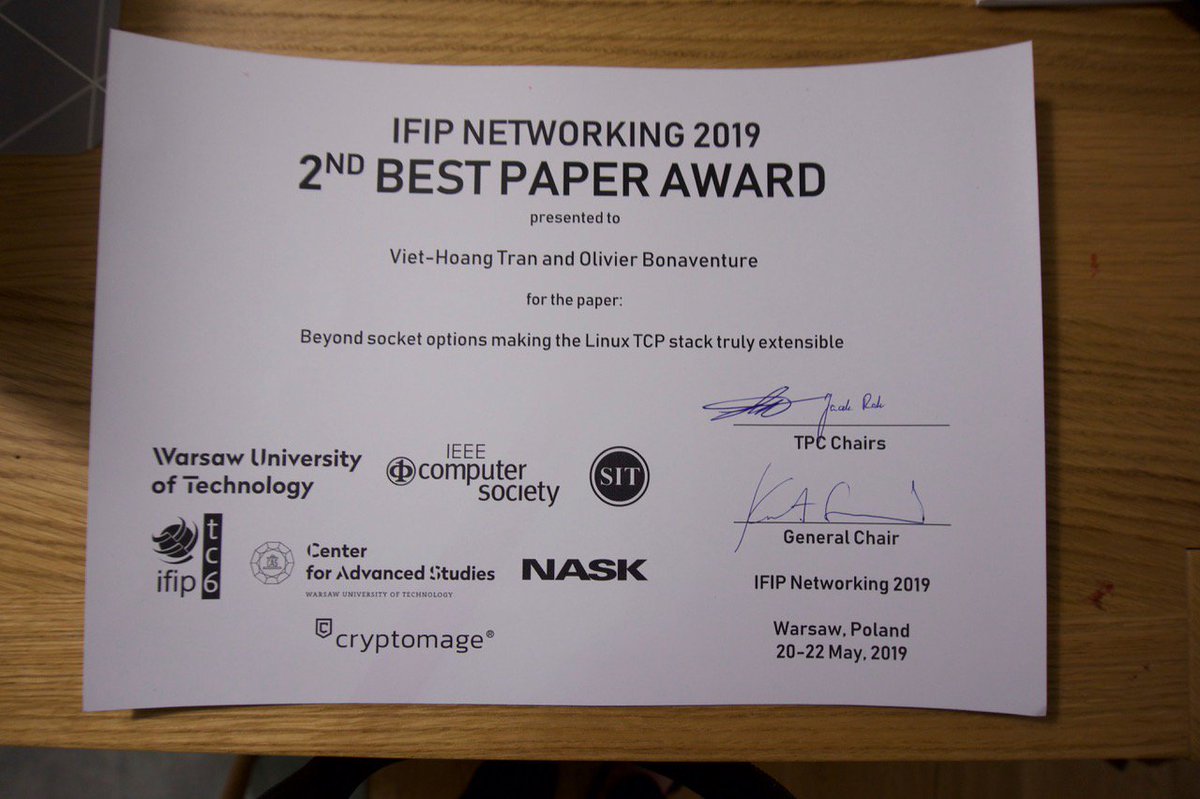 IFIP NETWORKING 2019
2ND BEST PAPER AWARD
presented to
Viet-Hoang Tran and Olivier Bonaventure
for the paper:
Beyond socket options making the Linux TCP stack truly extensible
Jacek Rak
TPC Chairs
General Chair
IFIP Networking 2019
Warsaw, Poland
20-22 May, 2019
Warsaw University
of Technology
IEEE
computer
society
SIT
ifip
tc6
Center
for Advanced Studies
WARSAW UNIVERSITY OF TECHNOLOGY
NASK
cryptomage®